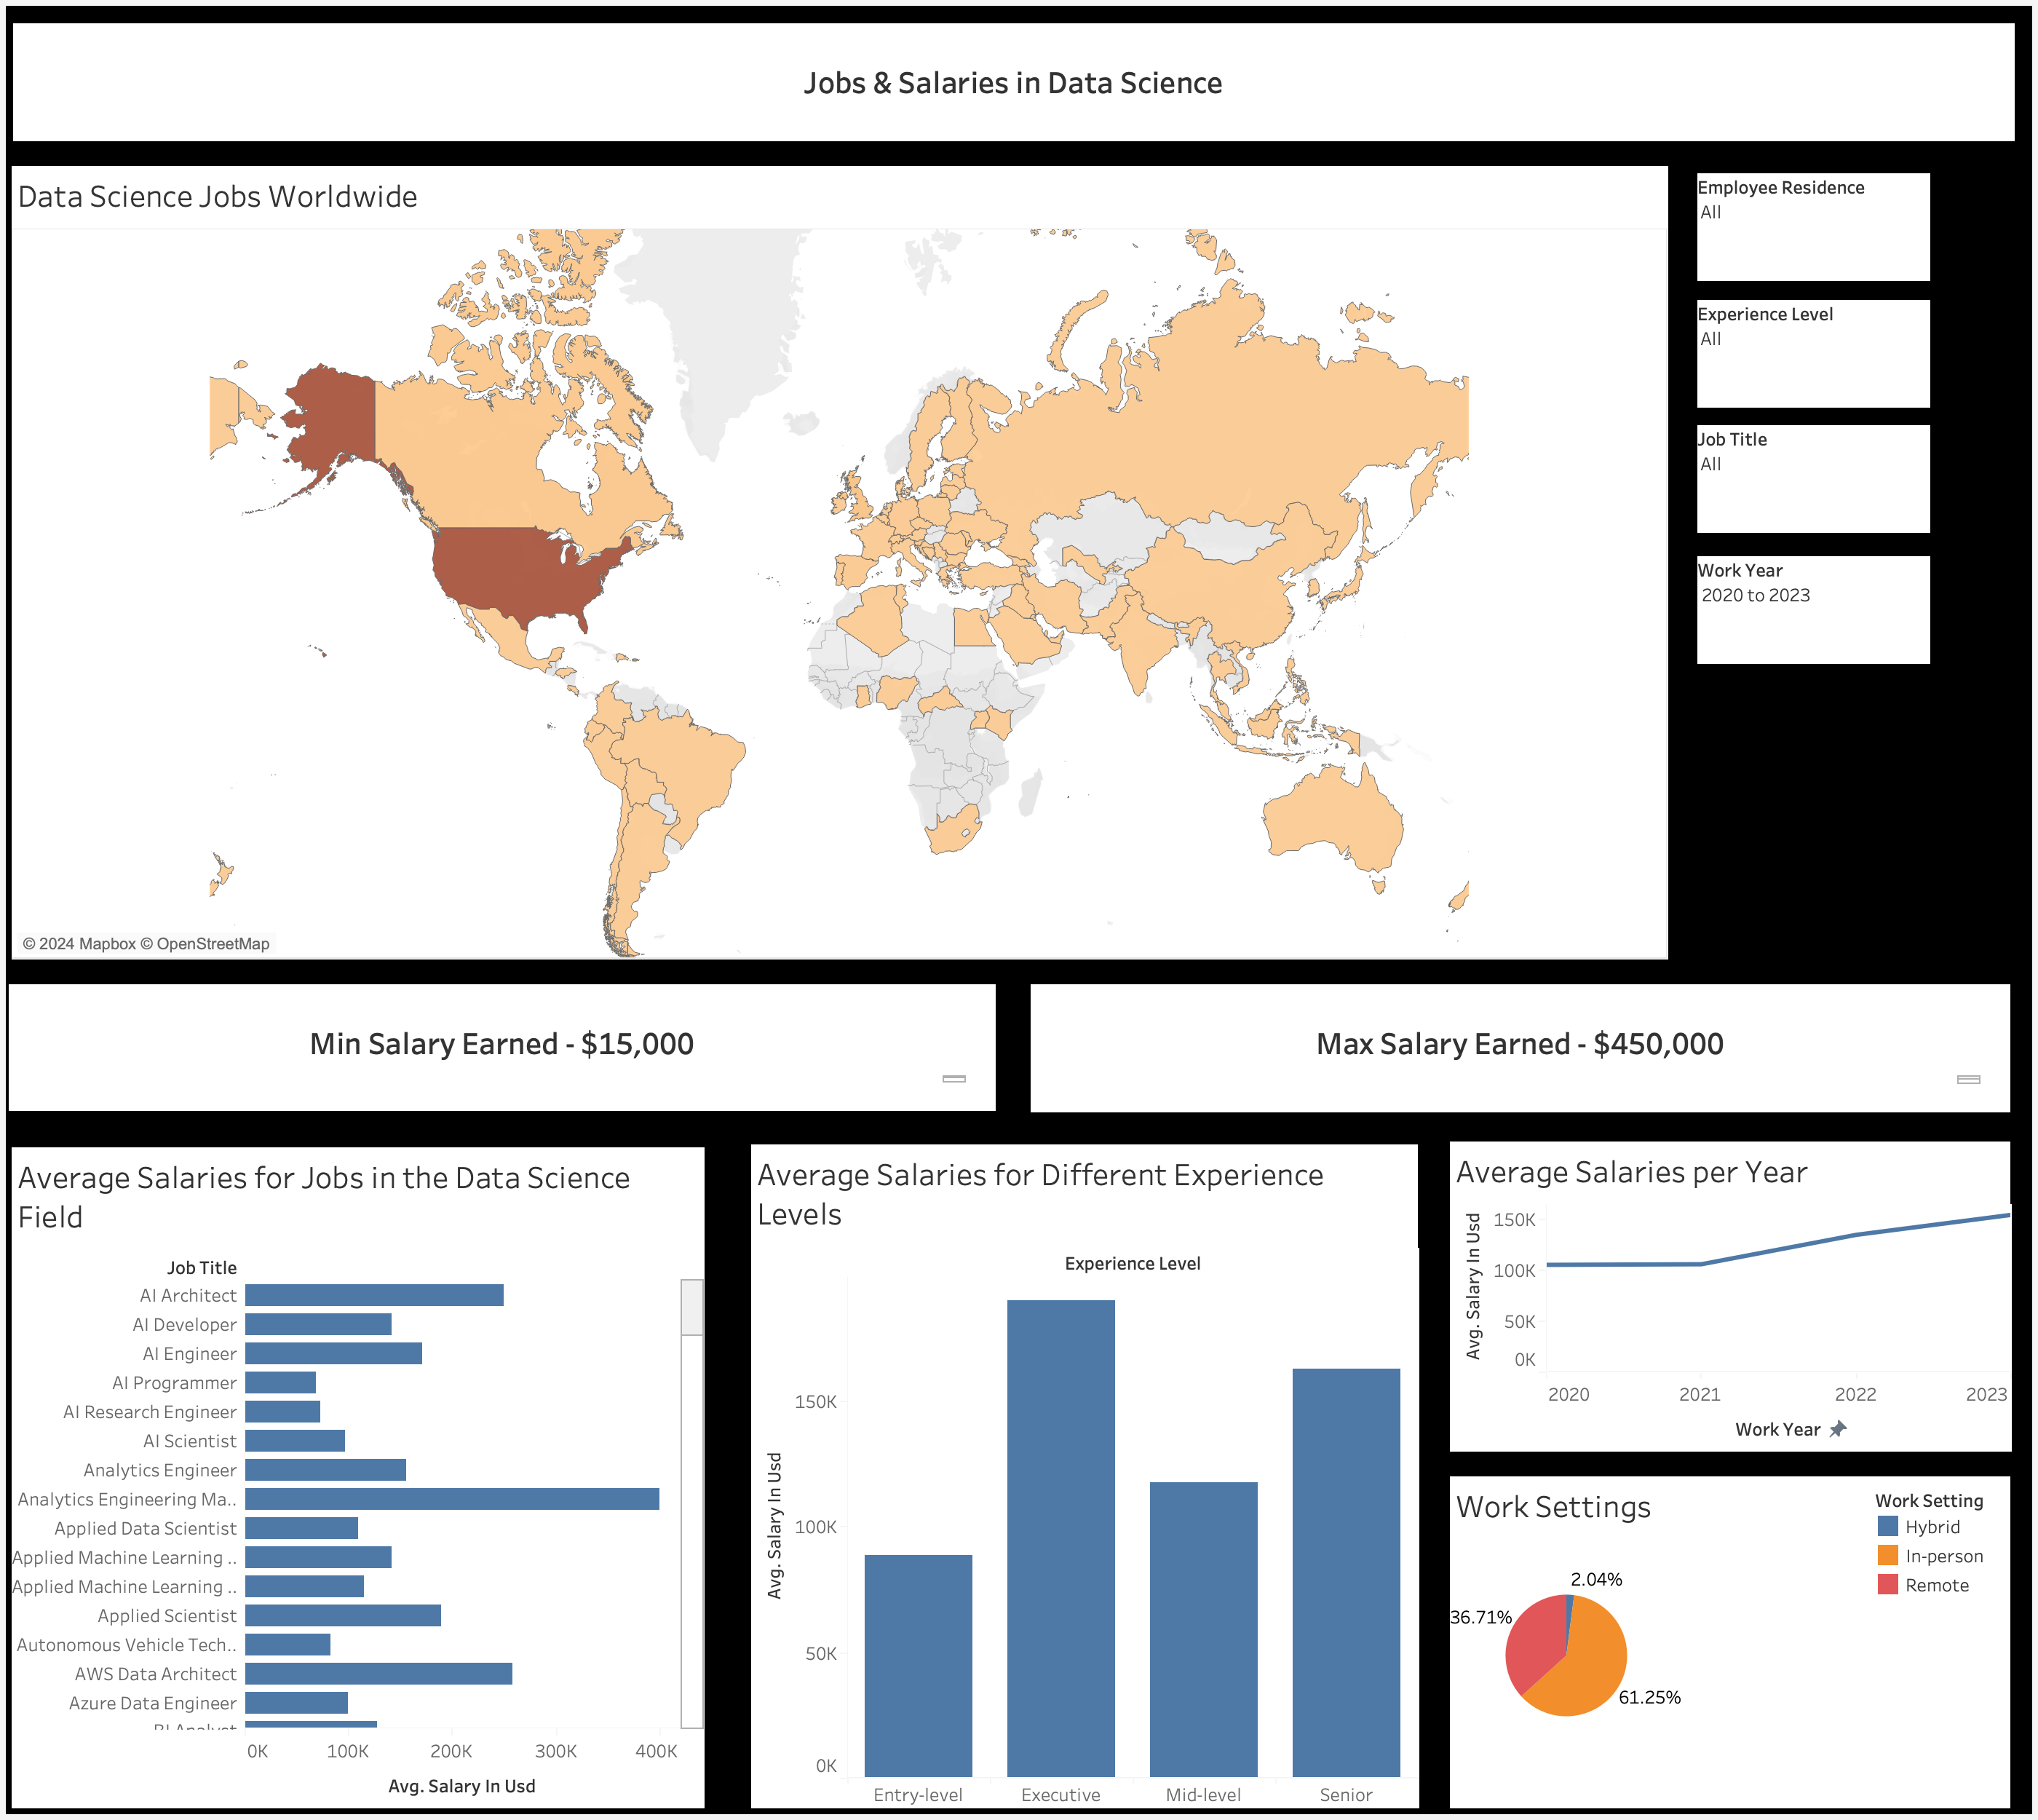 Jobs & Salaries in Data Science
Data Science Jobs Worldwide
© 2024 Mapbox © OpenStreetMap
Employee Residence
All
Experience Level
All
Job Title
All
Work Year
2020 to 2023
Min Salary Earned - $15,000
Max Salary Earned - $450,000
Average Salaries for Jobs in the Data Science
Field
Job Title
AI Architect
AI Developer
AI Engineer
AI Programmer
AI Research Engineer
AI Scientist
Analytics Engineer
Analytics Engineering Ma..
Applied Data Scientist
Applied Machine Learning ..
Applied Machine Learning ..
Applied Scientist
Autonomous Vehicle Tech..
AWS Data Architect
Azure Data Engineer
BI Analyst
0K 100K 200K 300K 400K
Avg. Salary In Usd
Average Salaries for Different Experience
Levels
Experience Level
Avg. Salary In Usd
150K
100K
50K
0K
Entry-level Executive Mid-level Senior
Average Salaries per Year
Avg. Salary In Usd
150K
100K
50K
0K
2020 2021 2022 2023
Work Year
Work Settings
Work Setting
Hybrid
In-person
Remote
2.04%
36.71%
61.25%